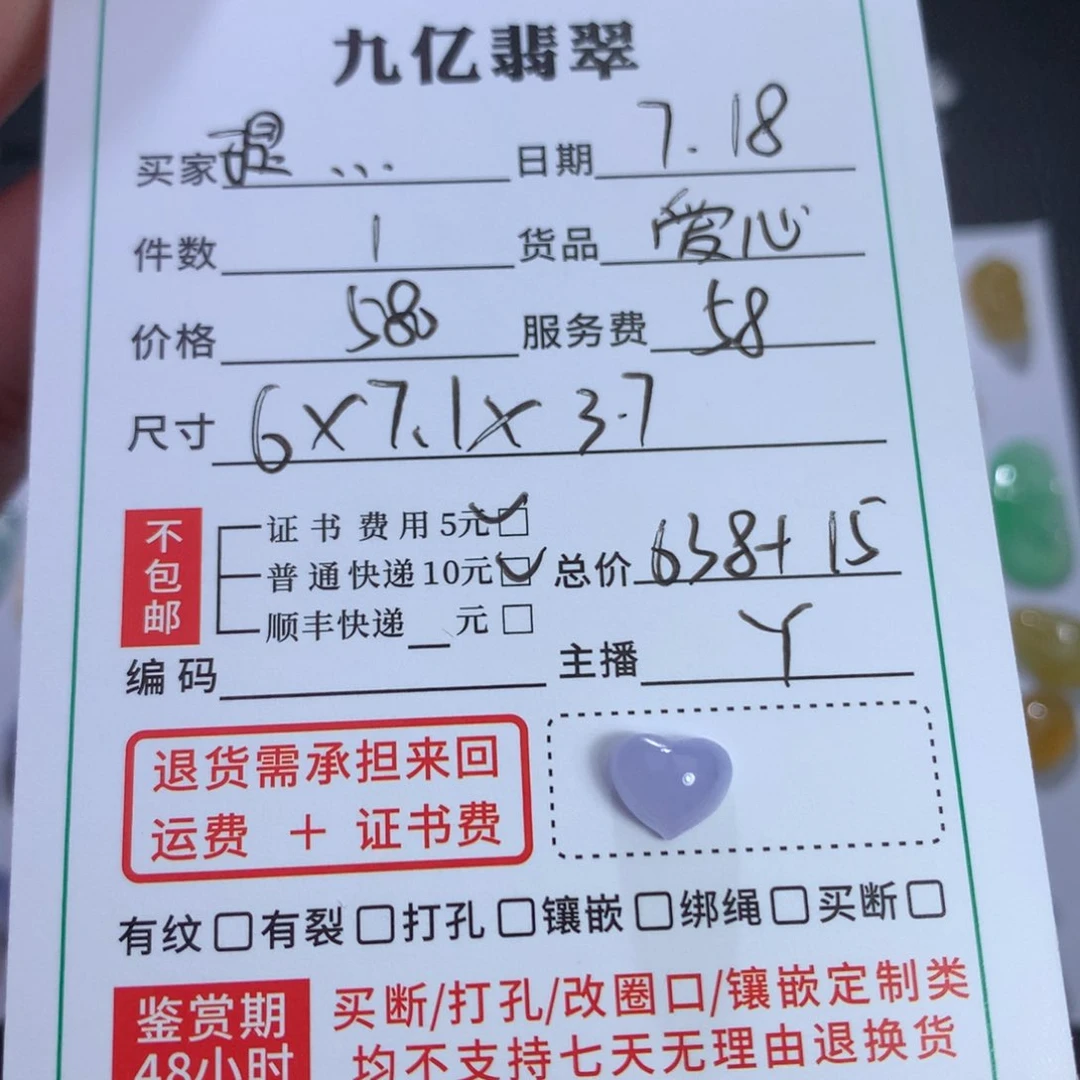 九亿翡翠
买家 ... 日期 7.18
件数 1 货品 爱心
价格 580 服务费 58
尺寸 6×7.1×3.7
不包邮
证书费用5元
普通快递10元 总价 638+15
顺丰快递_元
编码 主播 Y
退货需承担来回
运费 + 证书费
有纹 有裂 打孔 镶嵌 绑绳 买断
鉴赏期 买断/打孔/改圈口/镶嵌定制类
48小时 均不支持七天无理由退换货